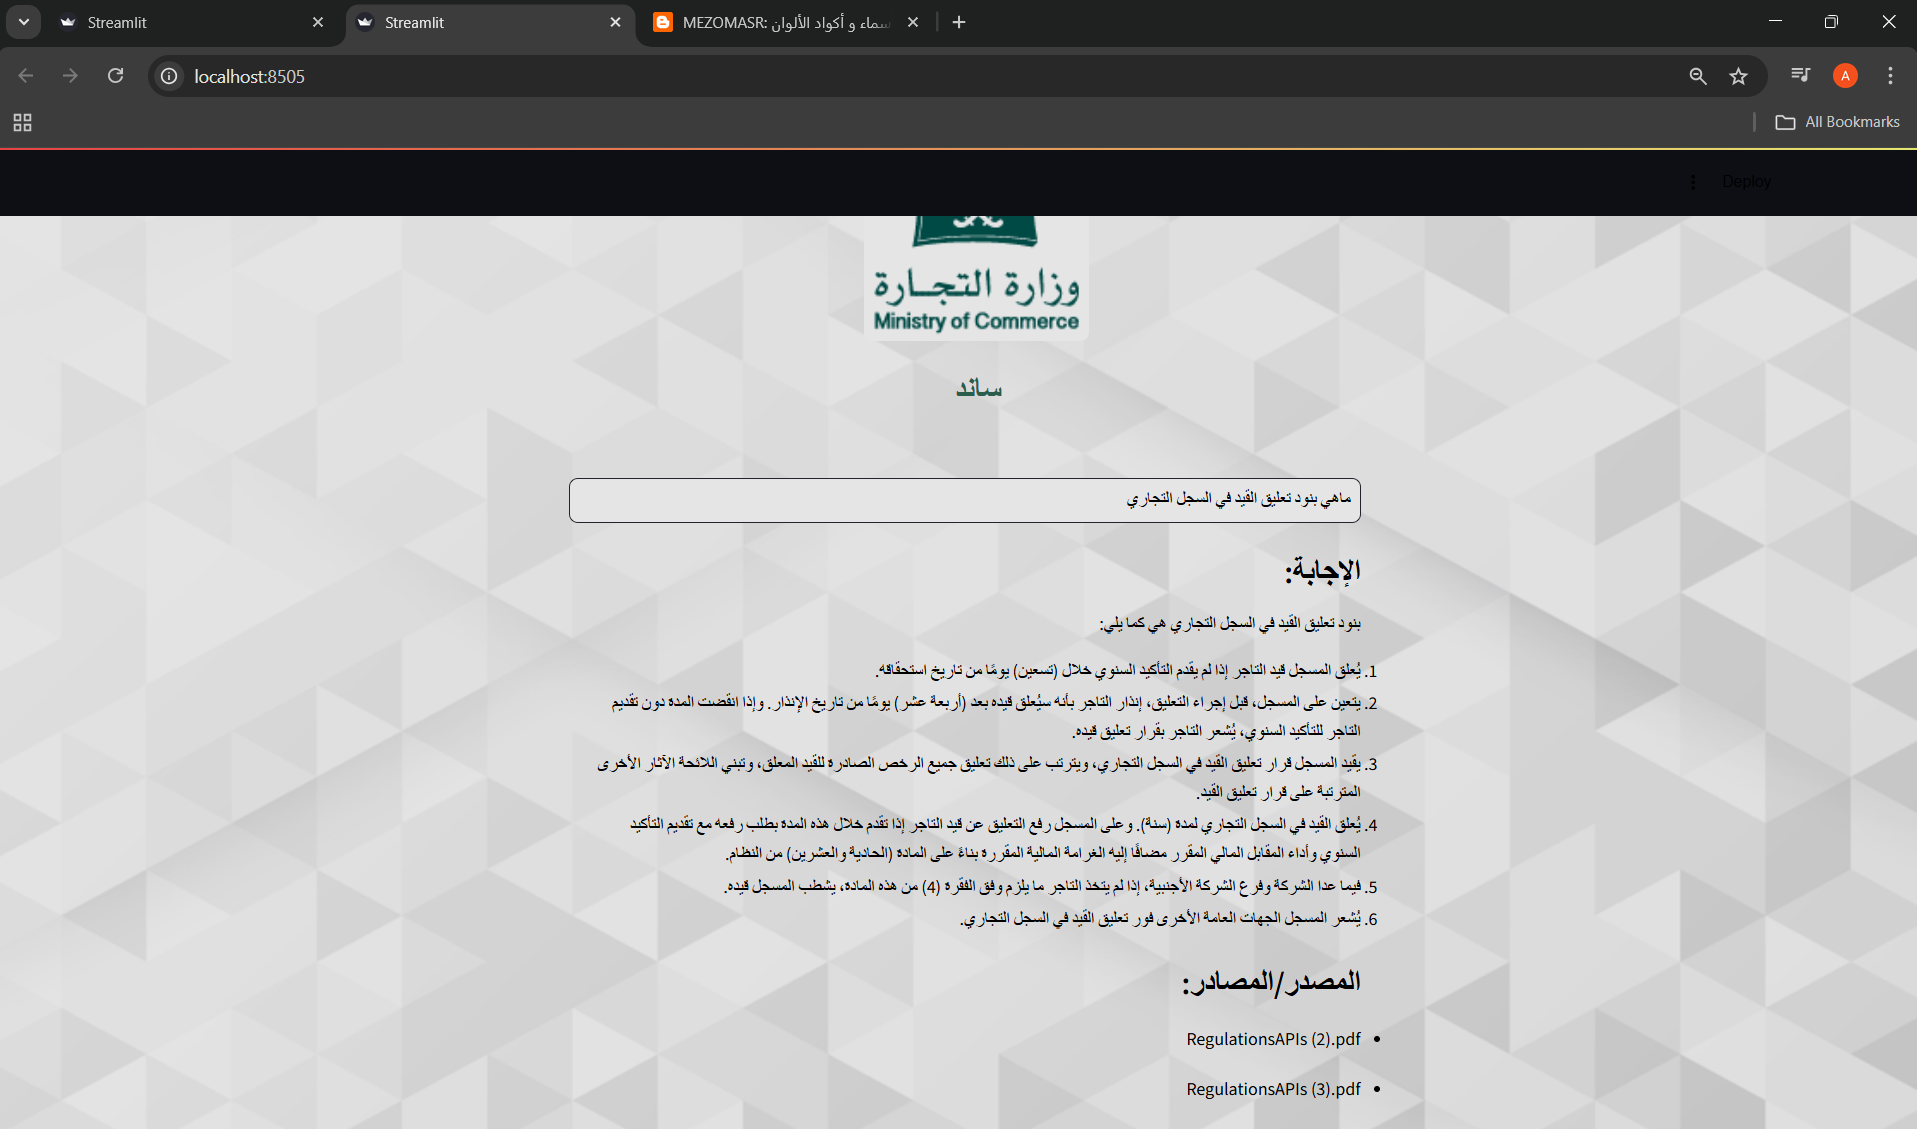 Streamlit
Streamlit
MEZOMASR: سماء و أكواد الألوان
localhost:8505
A
All Bookmarks
Deploy
وزارة التجـارة
Ministry of Commerce
ساند
ماهي بنود تعليق القيد في السجل التجاري
الإجابة:
بنود تعليق القيد في السجل التجاري هي كما يلي:
1. يُعلق المسجل قيد التاجر إذا لم يقدم التأكيد السنوي خلال (تسعين) يومًا من تاريخ استحقاقه.
2. يتعين على المسجل، قبل إجراء التعليق، إنذار التاجر بأنه سيُعلق قيده بعد (أربعة عشر) يومًا من تاريخ الإنذار. وإذا انقضت المدة دون تقديم
التاجر للتأكيد السنوي، يُشعر التاجر بقرار تعليق قيده.
3. يقيد المسجل قرار تعليق القيد في السجل التجاري، ويترتب على ذلك تعليق جميع الرخص الصادرة للقيد المعلق، وتبني اللائحة الآثار الأخرى
المترتبة على قرار تعليق القيد.
4. يُعلق القيد في السجل التجاري لمدة (سنة). وعلى المسجل رفع التعليق عن قيد التاجر إذا تقدم خلال هذه المدة بطلب رفعه مع تقديم التأكيد
السنوي وأداء المقابل المالي المقرر مضافًا إليه الغرامة المالية المقررة بناءً على المادة (الحادية والعشرين) من النظام.
5. فيما عدا الشركة وفرع الشركة الأجنبية، إذا لم يتخذ التاجر ما يلزم وفق الفقرة (4) من هذه المادة، يشطب المسجل قيده.
6. يُشعر المسجل الجهات العامة الأخرى فور تعليق القيد في السجل التجاري.
المصدر/المصادر:
RegulationsAPIs (2).pdf
RegulationsAPIs (3).pdf